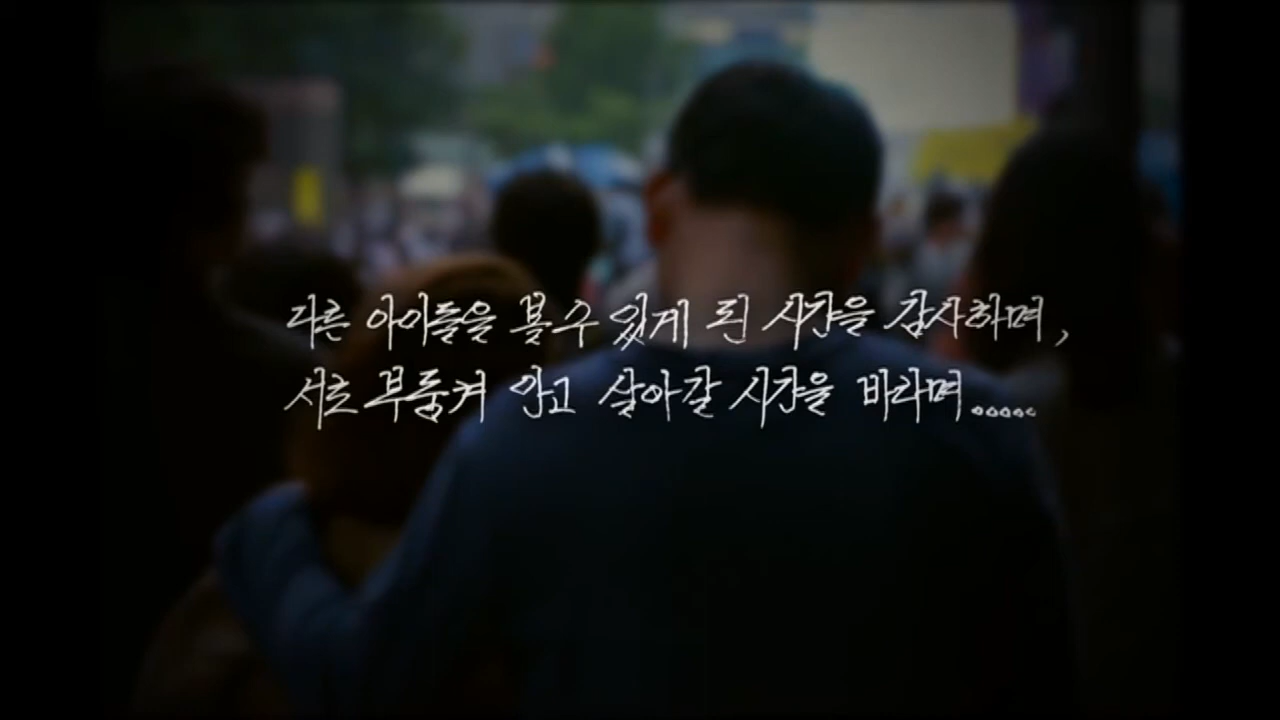 다른 아이들을 볼 수 있게 된 시간을 감사하며,
서로 부둥켜 안고 살아갈 시간을 바라며.....